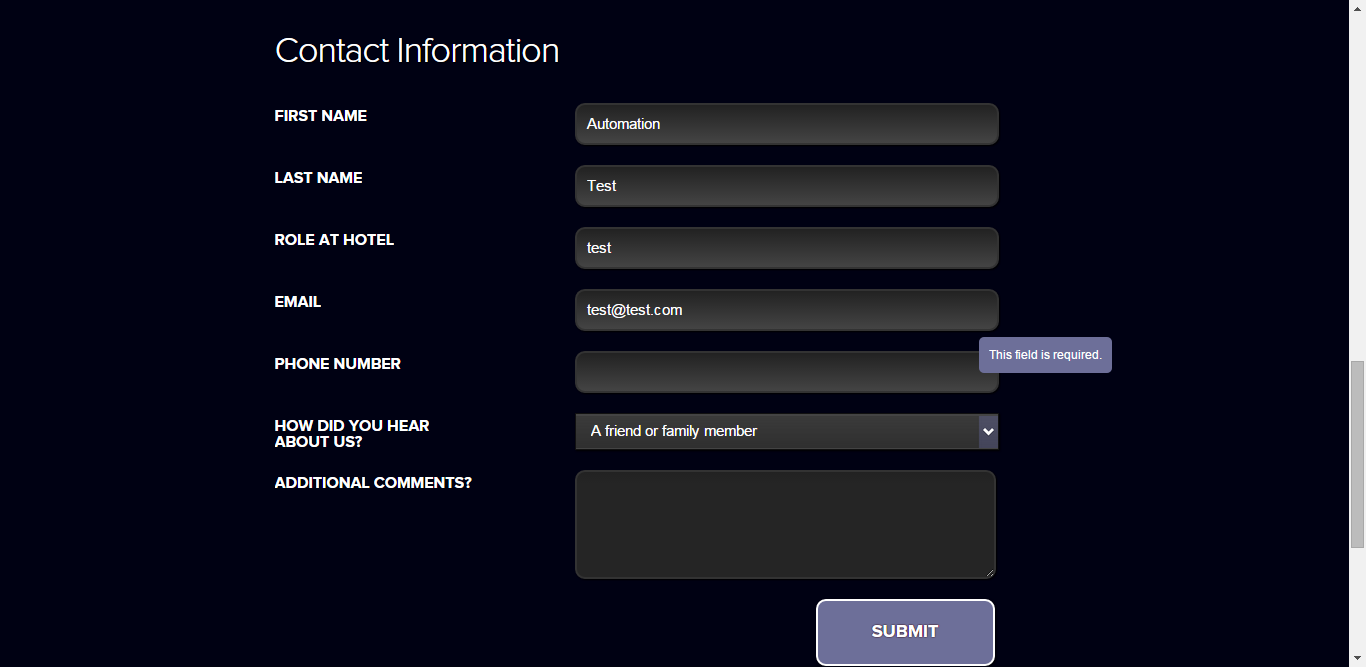 Contact Information
FIRST NAME
Automation
LAST NAME
Test
ROLE AT HOTEL
test
EMAIL
test@test.com
This field is required.
PHONE NUMBER
HOW DID YOU HEAR
ABOUT US?
A friend or family member
ADDITIONAL COMMENTS?
SUBMIT